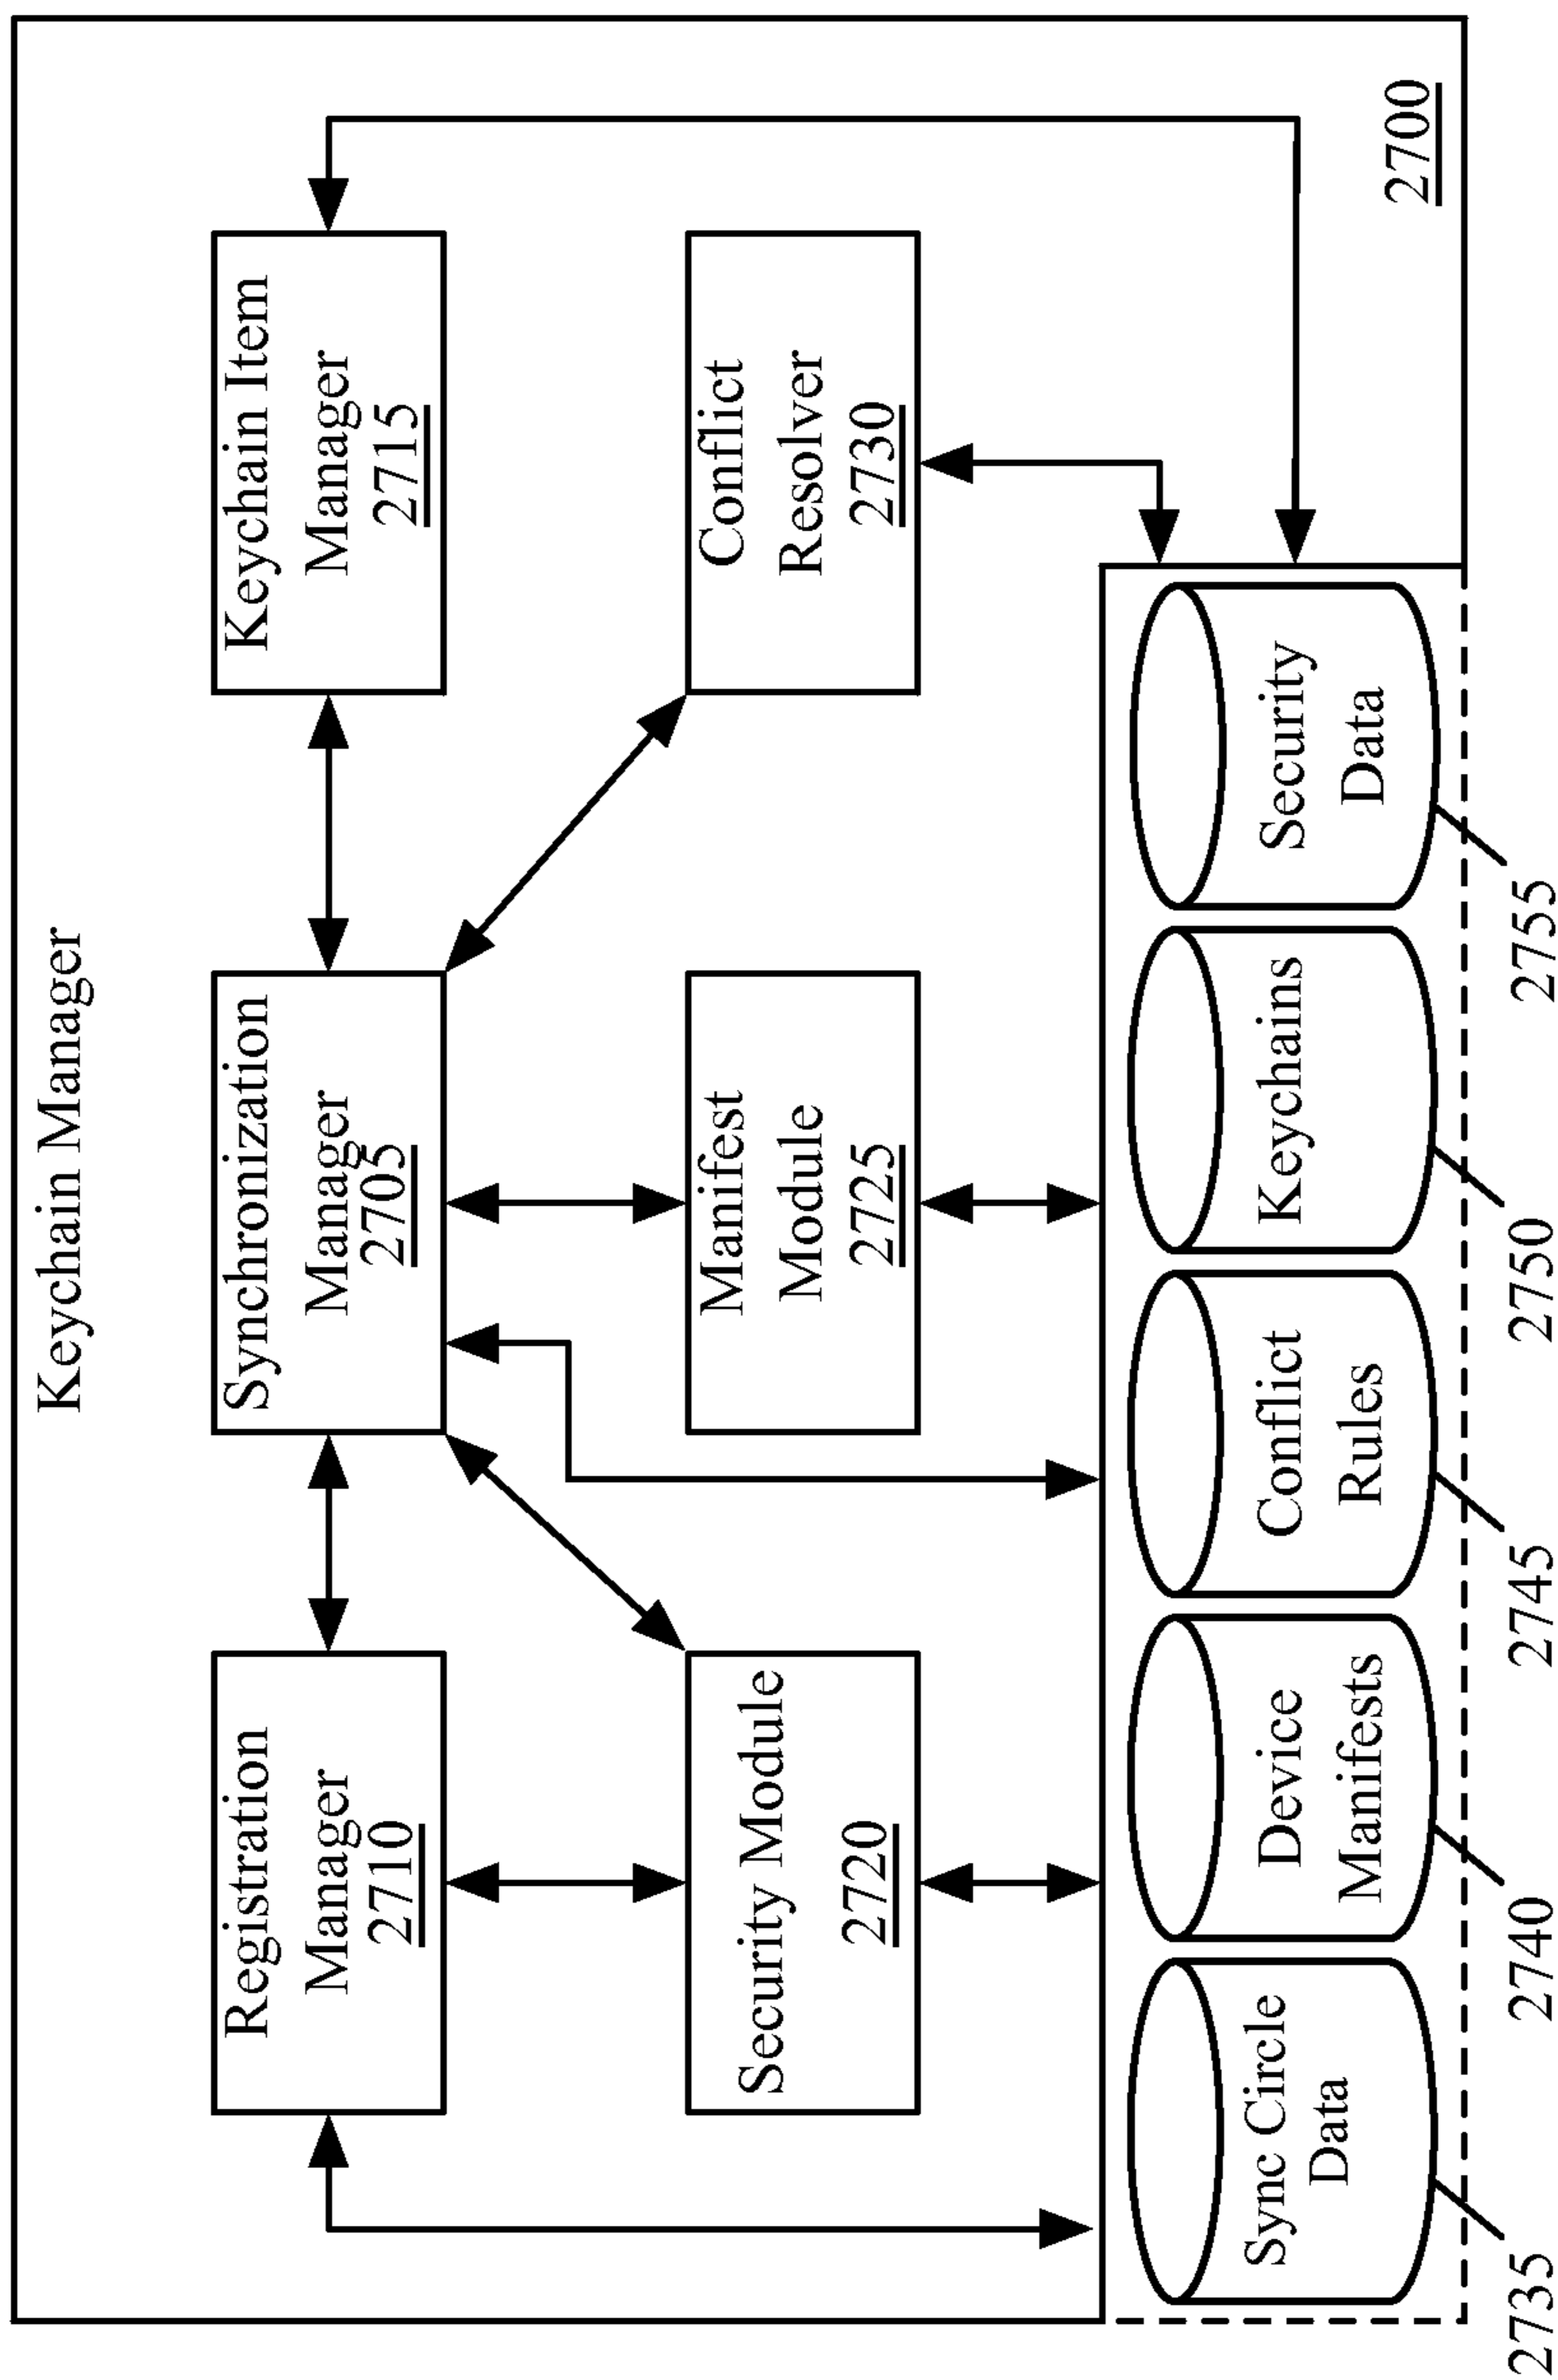 Keychain Manager
Registration
Manager
2710
Synchronization
Manager
2705
Keychain Item
Manager
2715
Security Module
2720
Manifest
Module
2725
Conflict
Resolver
2730
Sync Circle
Data
Device
Manifests
Conflict
Rules
Keychains
Security
Data
2700
2735
2740
2745
2750
2755